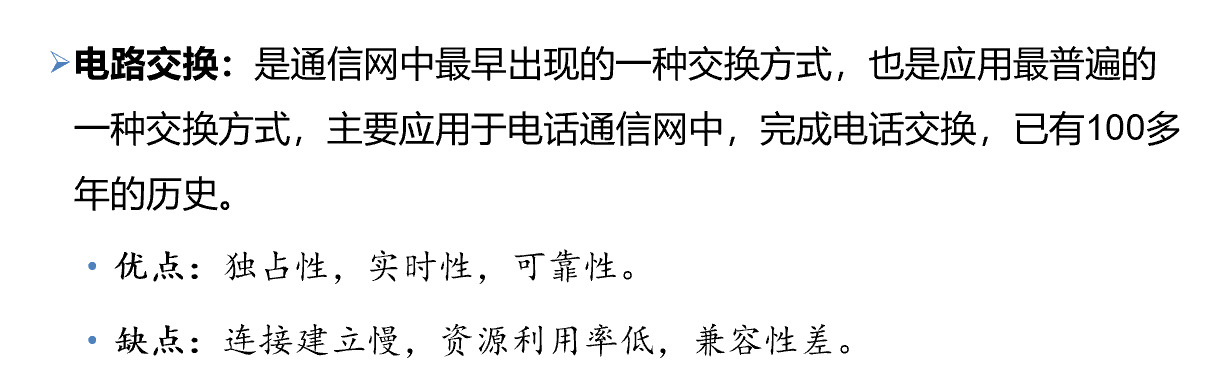 ➢电路交换：是通信网中最早出现的一种交换方式，也是应用最普遍的
一种交换方式，主要应用于电话通信网中，完成电话交换，已有100多
年的历史。
• 优点：独占性，实时性，可靠性。
• 缺点：连接建立慢，资源利用率低，兼容性差。